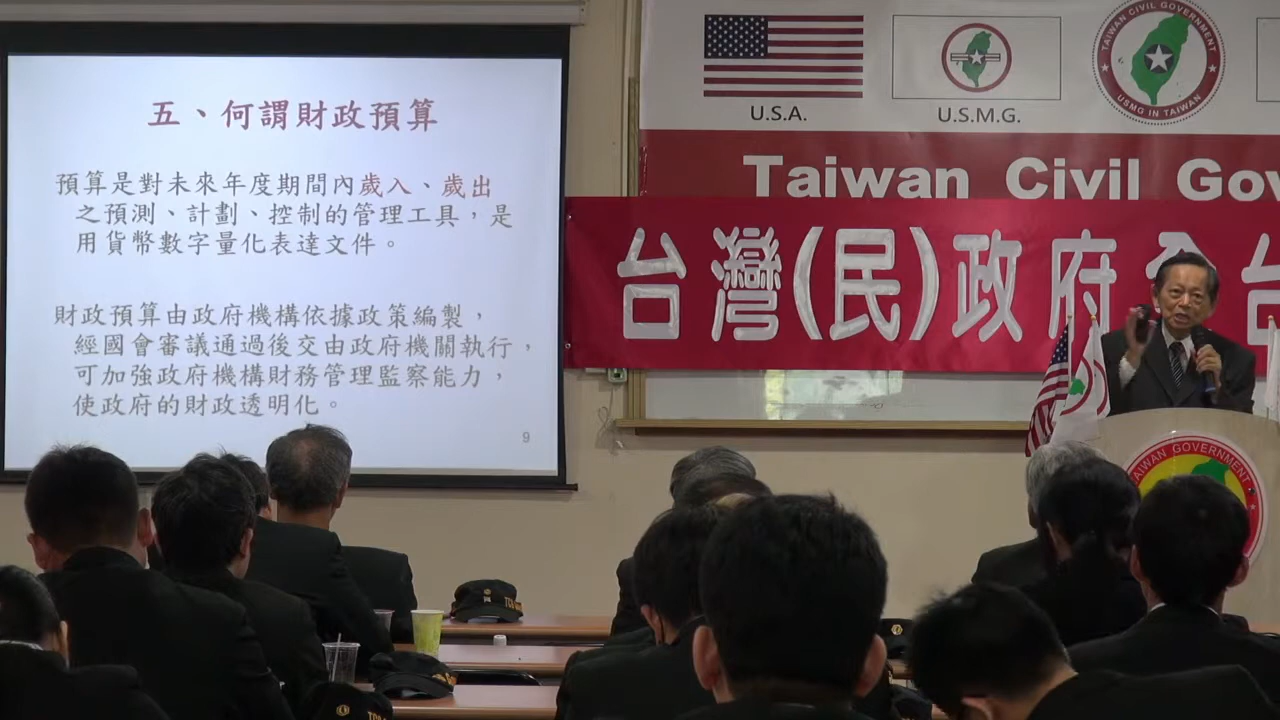 五、何謂財政預算
預算是對未來年度期間內歲入、歲出
之預測、計劃、控制的管理工具，是
用貨幣數字量化表達文件。
財政預算由政府機構依據政策編製，
經國會審議通過後交由政府機關執行，
可加強政府機構財務管理監察能力，
使政府的財政透明化。
9
U.S.A.
U.S.M.G.
TAIWAN CIVIL GOVERNMENT
USMG IN TAIWAN
Taiwan Civil Gov
台灣(民)政府
台
TAIWAN GOVERNMENT